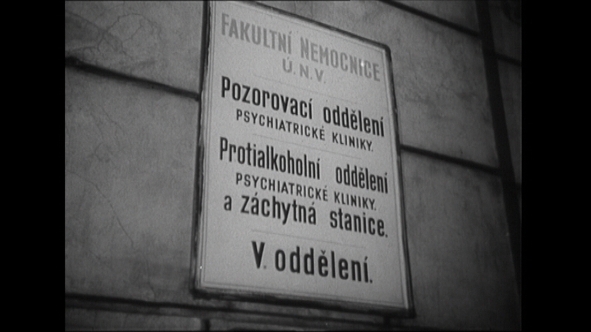 FAKULTNÍ NEMOCNICE
Ú.N.V.
Pozorovací oddělení
PSYCHIATRICKÉ KLINIKY.
Protialkoholní oddělení
PSYCHIATRICKÉ KLINIKY.
a záchytná stanice.
V. oddělení.